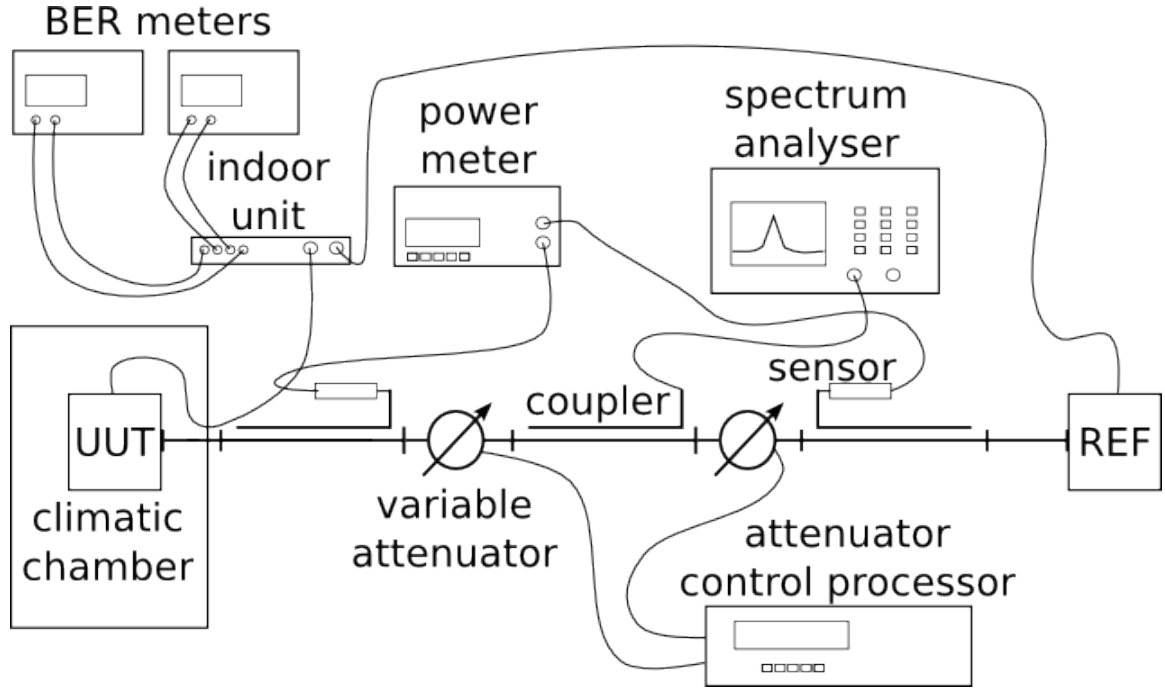 BER meters
power
meter
spectrum
analyser
indoor
unit
sensor
coupler
UUT
REF
climatic
chamber
variable
attenuator
attenuator
control processor